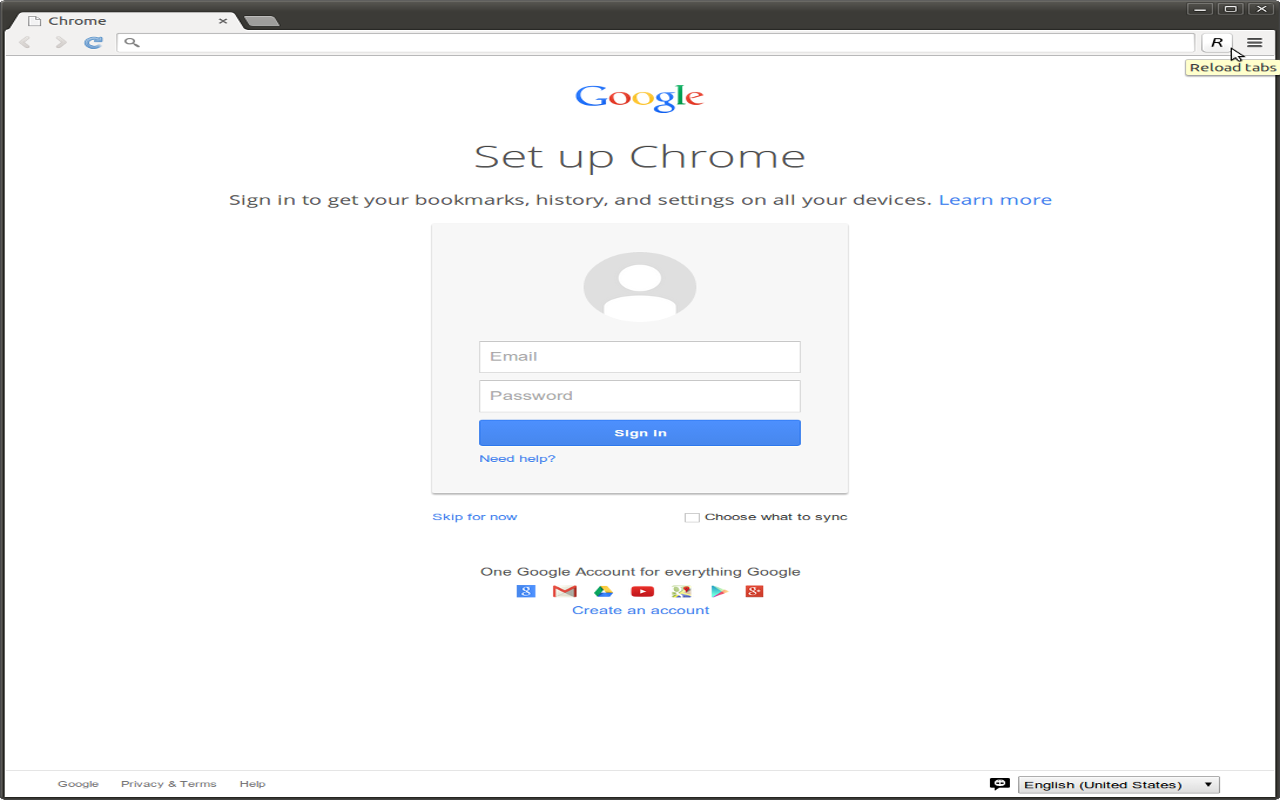 Chrome
R
Reload tabs
Google
Set up Chrome
Sign in to get your bookmarks, history, and settings on all your devices. Learn more
Email
Password
Sign in
Need help?
Skip for now
Choose what to sync
One Google Account for everything Google
Create an account
Google Privacy & Terms Help
English (United States)